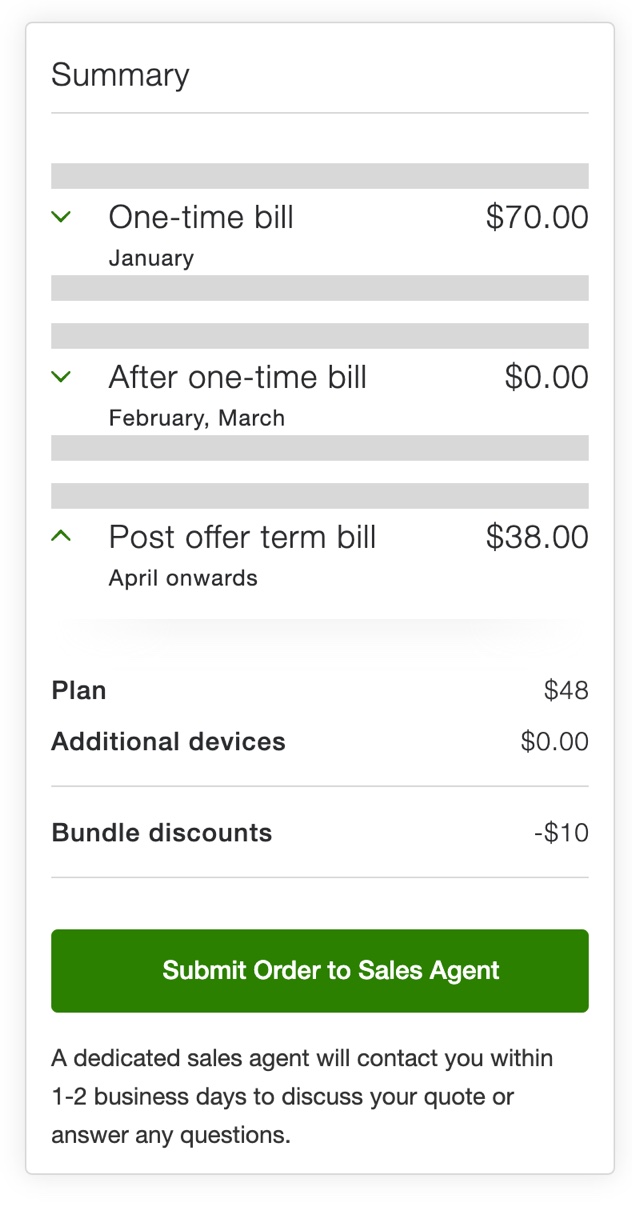 Summary
One-time bill $70.00
January
After one-time bill $0.00
February, March
Post offer term bill $38.00
April onwards
Plan $48
Additional devices $0.00
Bundle discounts -$10
Submit Order to Sales Agent
A dedicated sales agent will contact you within
1-2 business days to discuss your quote or
answer any questions.